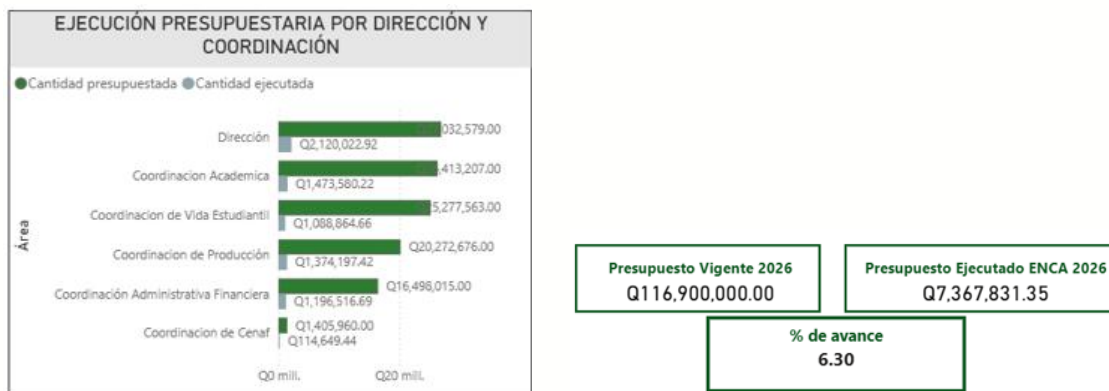 EJECUCIÓN PRESUPUESTARIA POR DIRECCIÓN Y
COORDINACIÓN
Cantidad presupuestada Cantidad ejecutada
Área
Dirección
032,579.00
Q2,120,022.92
Coordinacion Academica
,413,207.00
Q1,473,580.22
Coordinacion de Vida Estudiantil
5,277,563.00
Q1,088,864.66
Coordinacion de Producción
Q20,272,676.00
Q1,374,197.42
Coordinación Administrativa Financiera
Q16,498,015.00
Q1,196,516.69
Coordinacion de Cenaf
Q1,405,960.00
Q114,649.44
Q0 mill.
Q20 mill.
Presupuesto Vigente 2026
Q116,900,000.00
Presupuesto Ejecutado ENCA 2026
Q7,367,831.35
% de avance
6.30